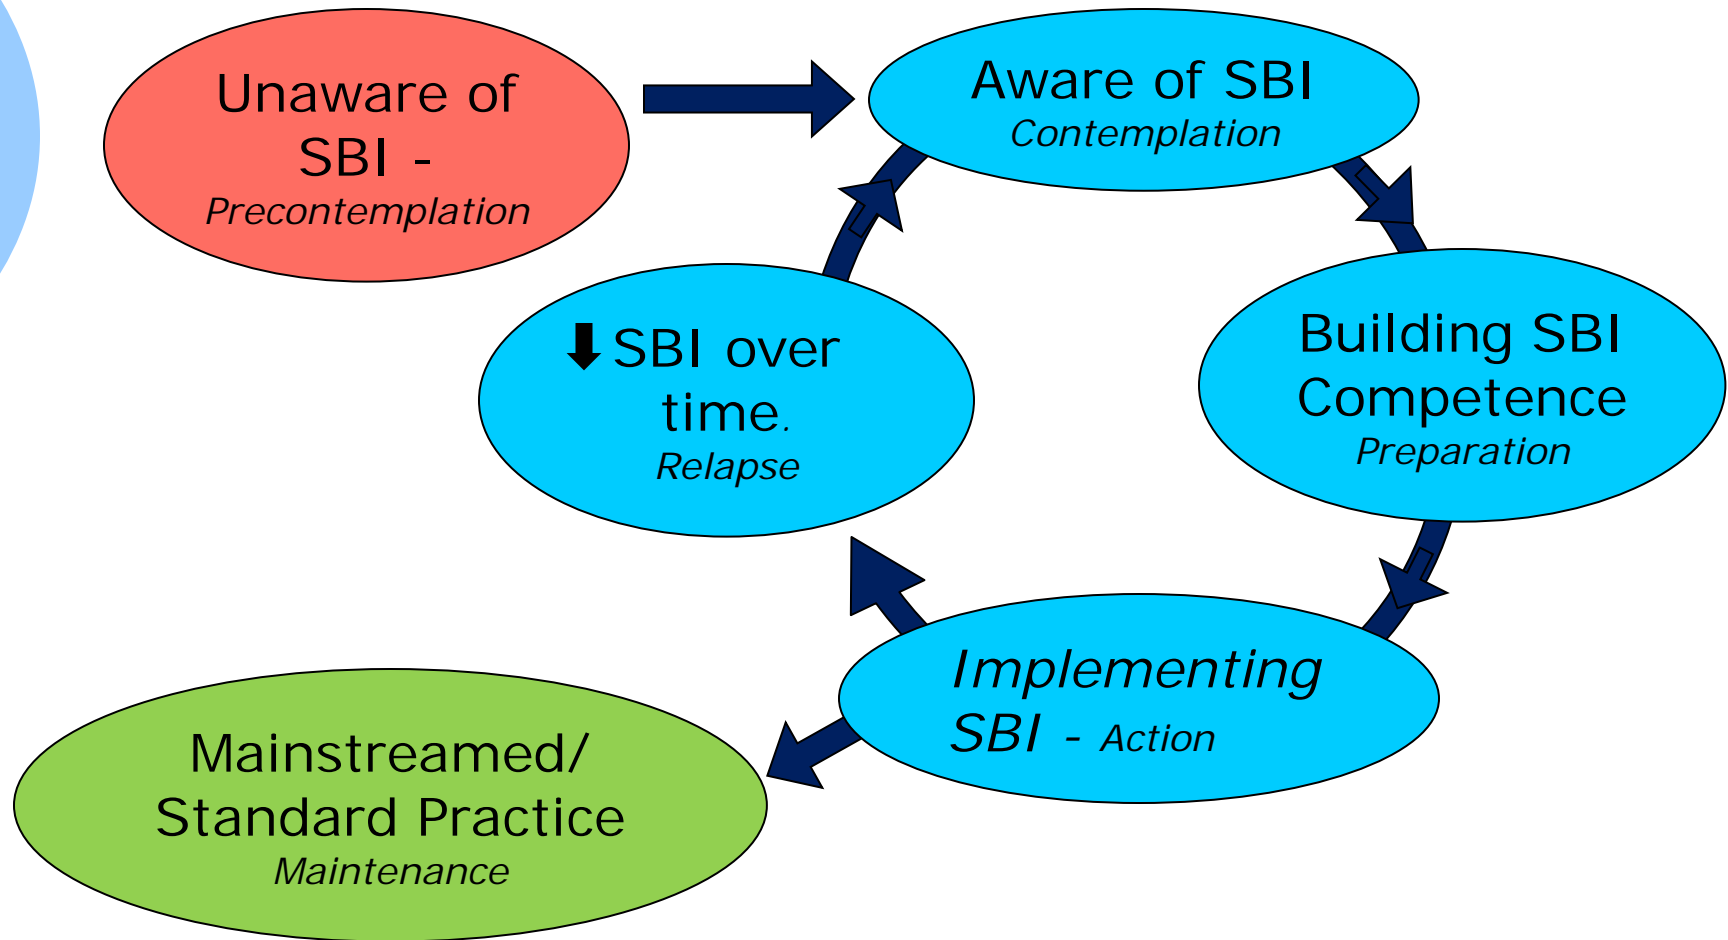 Unaware of
SBI -
Precontemplation
Aware of SBI
Contemplation
Building SBI
Competence
Preparation
Implementing
SBI - Action
⬇SBI over
time.
Relapse
Mainstreamed/
Standard Practice
Maintenance